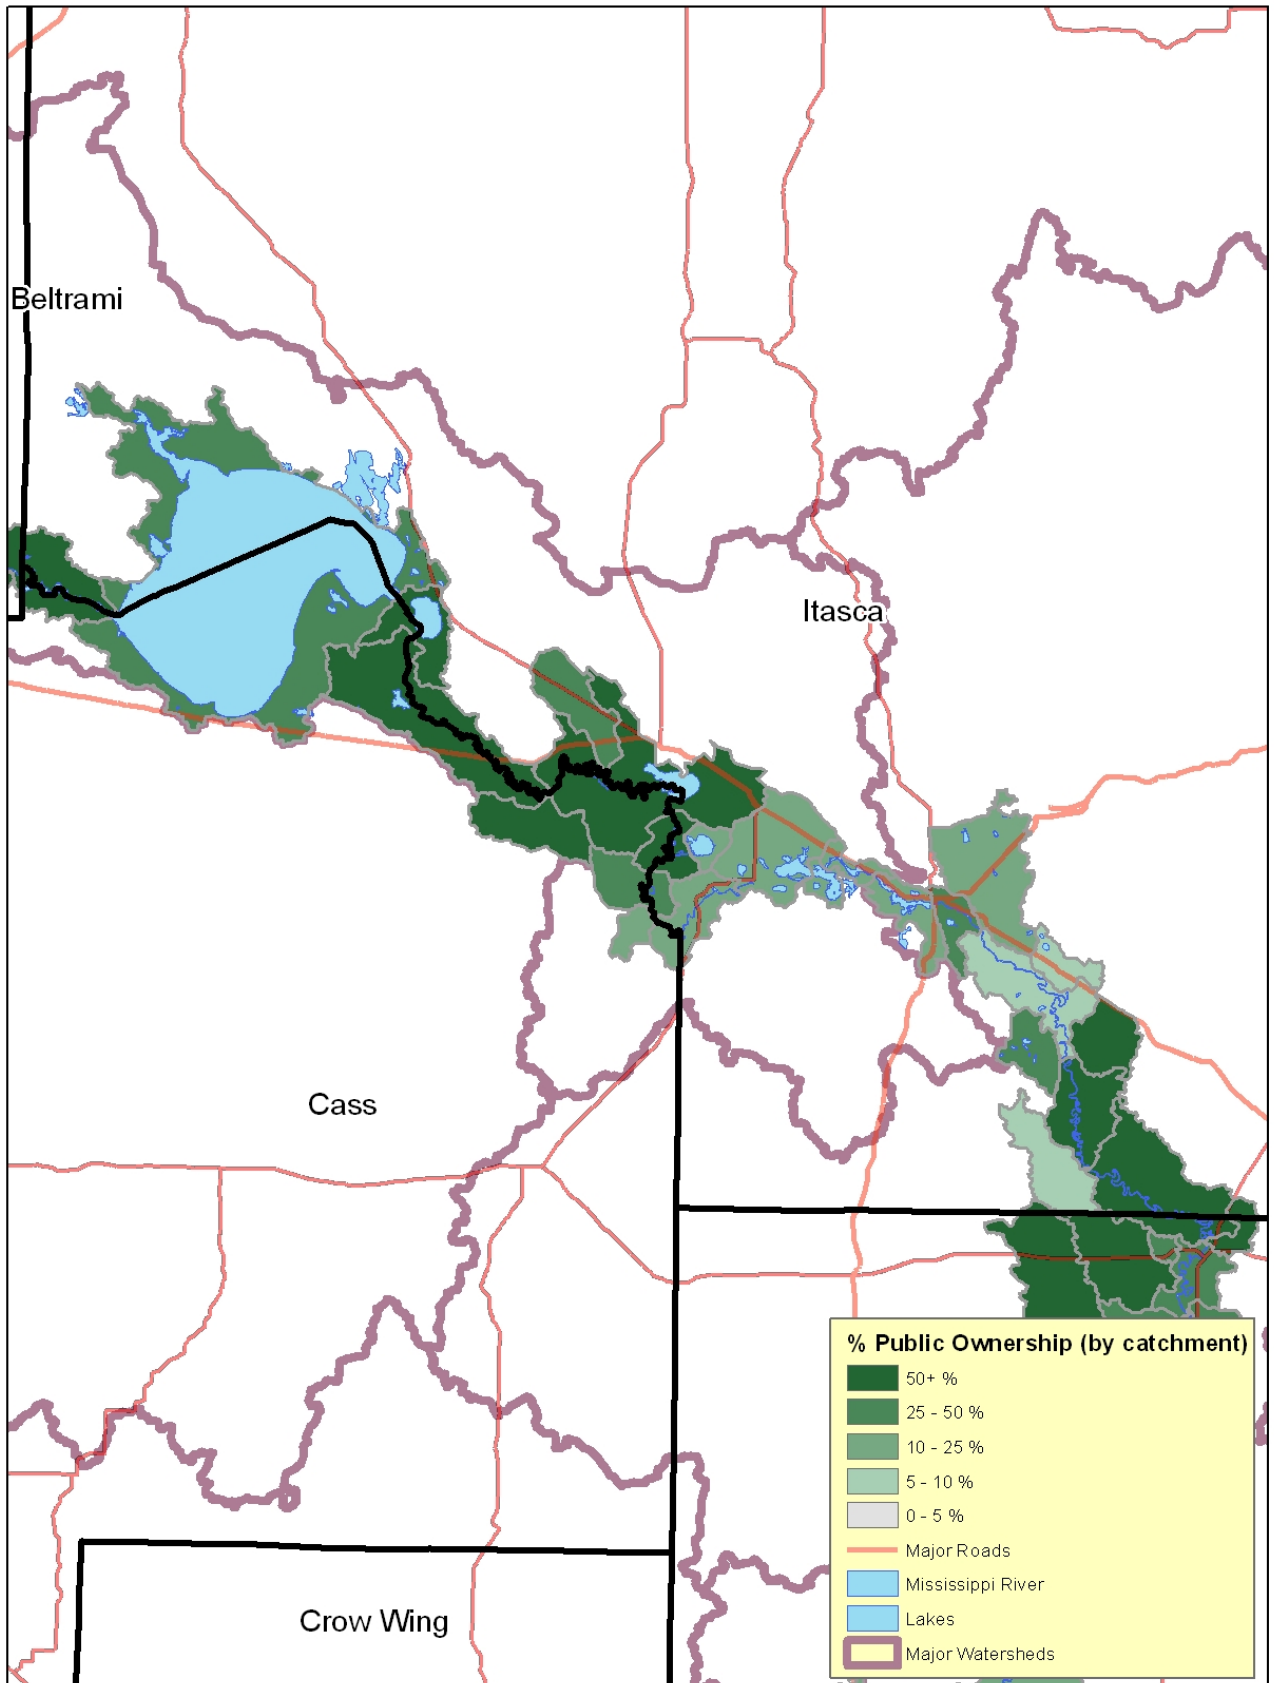 Beltrami
Itasca
Cass
Crow Wing
% Public Ownership (by catchment)
50+ %
25 - 50 %
10 - 25 %
5 - 10 %
0 - 5 %
Major Roads
Mississippi River
Lakes
Major Watersheds